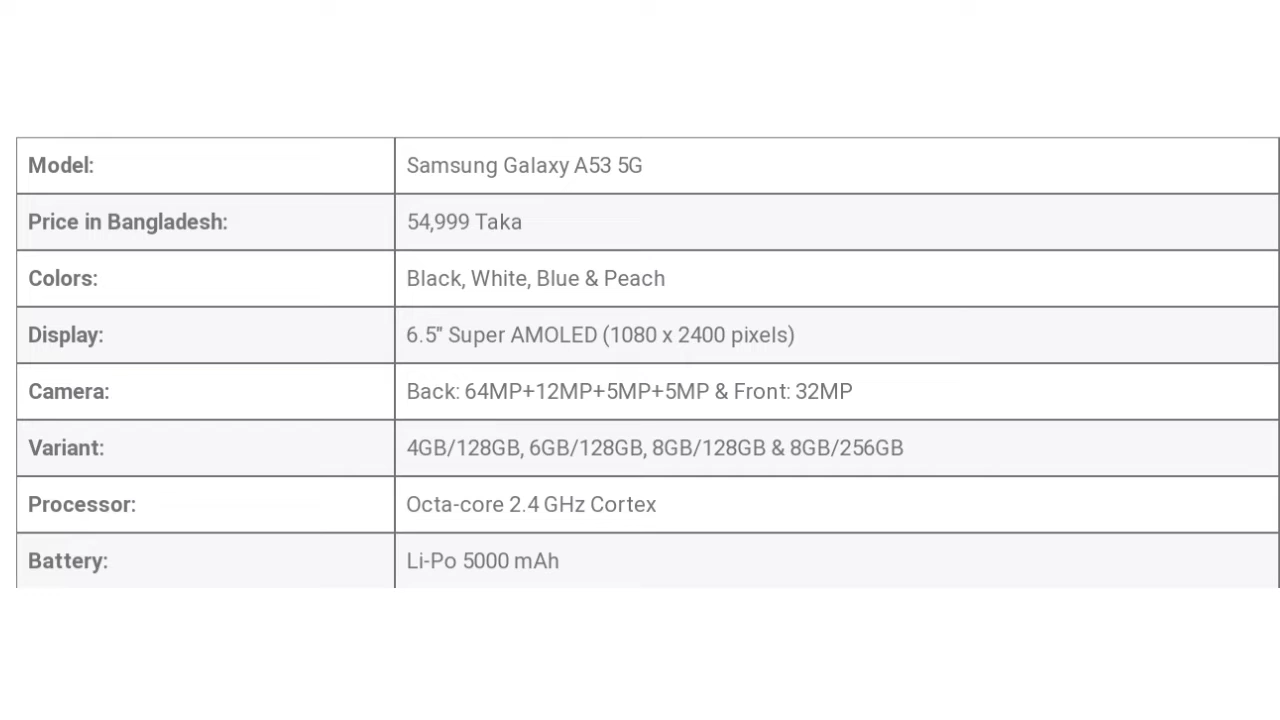 Model: Samsung Galaxy A53 5G
Price in Bangladesh: 54,999 Taka
Colors: Black, White, Blue & Peach
Display: 6.5” Super AMOLED (1080 x 2400 pixels)
Camera: Back: 64MP+12MP+5MP+5MP & Front: 32MP
Variant: 4GB/128GB, 6GB/128GB, 8GB/128GB & 8GB/256GB
Processor: Octa-core 2.4 GHz Cortex
Battery: Li-Po 5000 mAh